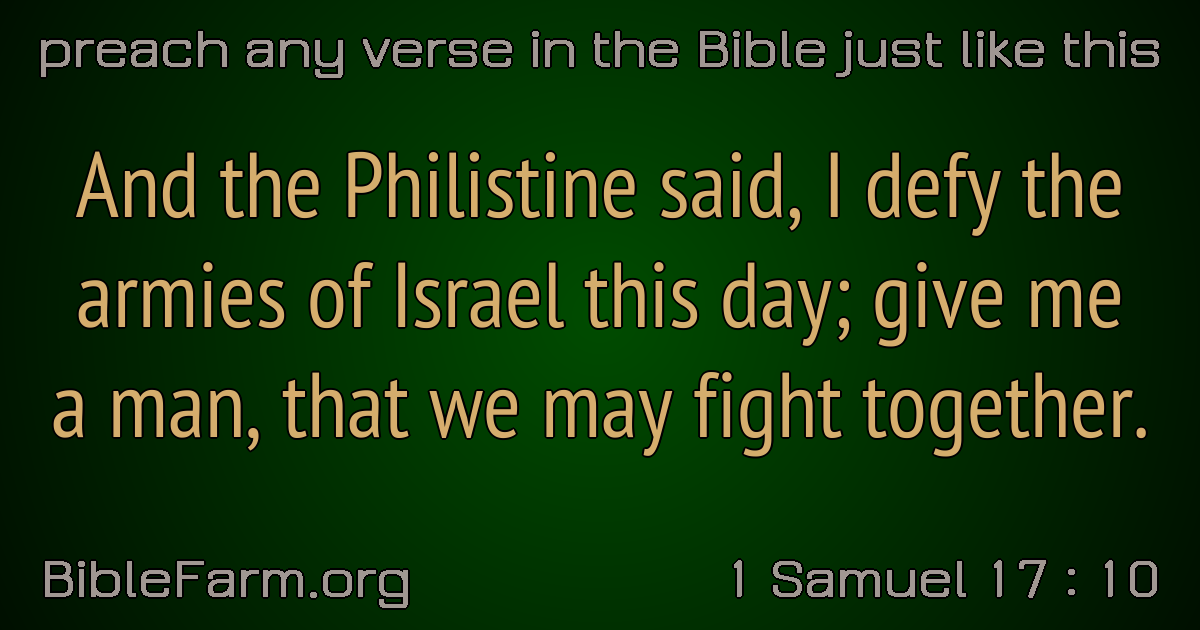 preach any verse in the Bible just like this
And the Philistine said, I defy the
armies of Israel this day; give me
a man, that we may fight together.
BibleFarm.org
1 Samuel 17 : 10